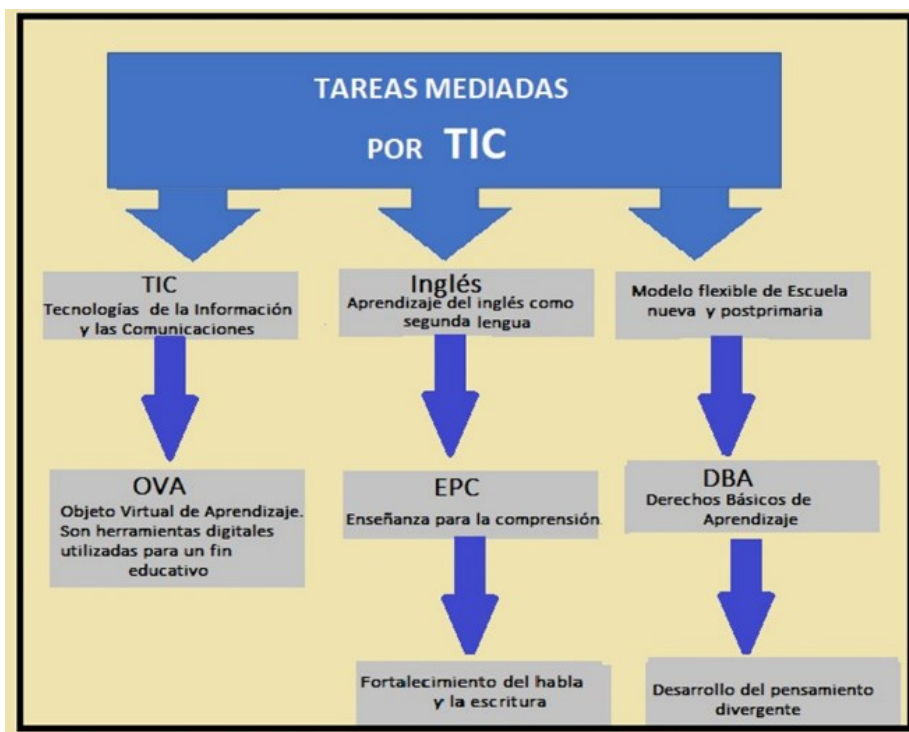 TAREAS MEDIADAS
POR TIC
TIC
Tecnologías de la Información
y las Comunicaciones
Inglés
Aprendizaje del inglés como
segunda lengua
Modelo flexible de Escuela
nueva y postprimaria
OVA
Objeto Virtual de Aprendizaje.
Son herramientas digitales
utilizadas para un fin
educativo
EPC
Enseñanza para la comprensión.
DBA
Derechos Básicos de
Aprendizaje
Fortalecimiento del habla
y la escritura
Desarrollo del pensamiento
divergente